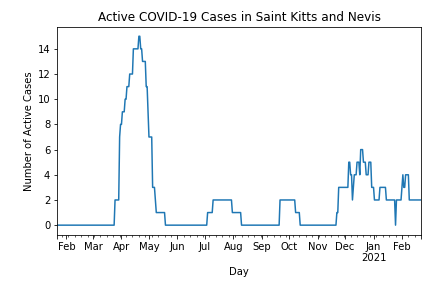 Active COVID-19 Cases in Saint Kitts and Nevis
Number of Active Cases
14
12
10
8
6
4
2
0
Feb Mar Apr May Jun Jul Aug Sep Oct Nov Dec Jan Feb
2021
Day